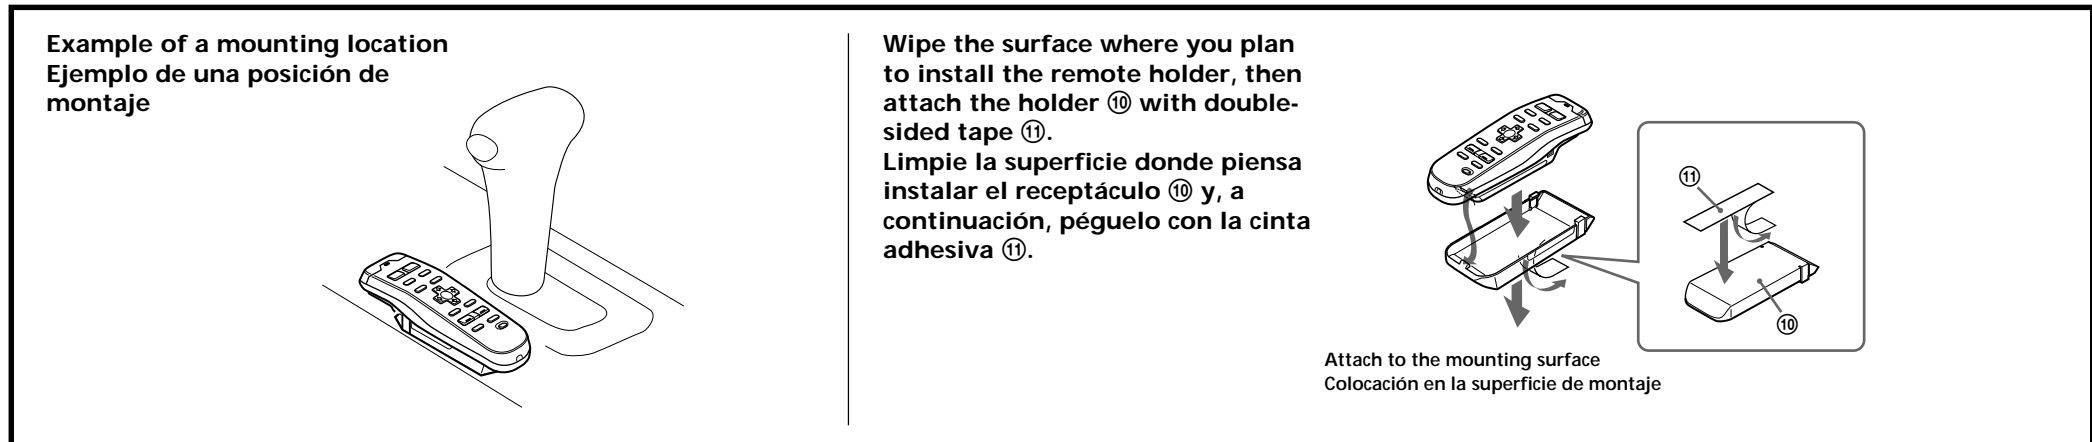 Example of a mounting location
Ejemplo de una posición de
montaje
Wipe the surface where you plan
to install the remote holder, then
attach the holder ⑩ with double-
sided tape ⑪.
Limpie la superficie donde piensa
instalar el receptáculo ⑩ y, a
continuación, péguelo con la cinta
adhesiva ⑪.
⑪
⑩
Attach to the mounting surface
Colocación en la superficie de montaje